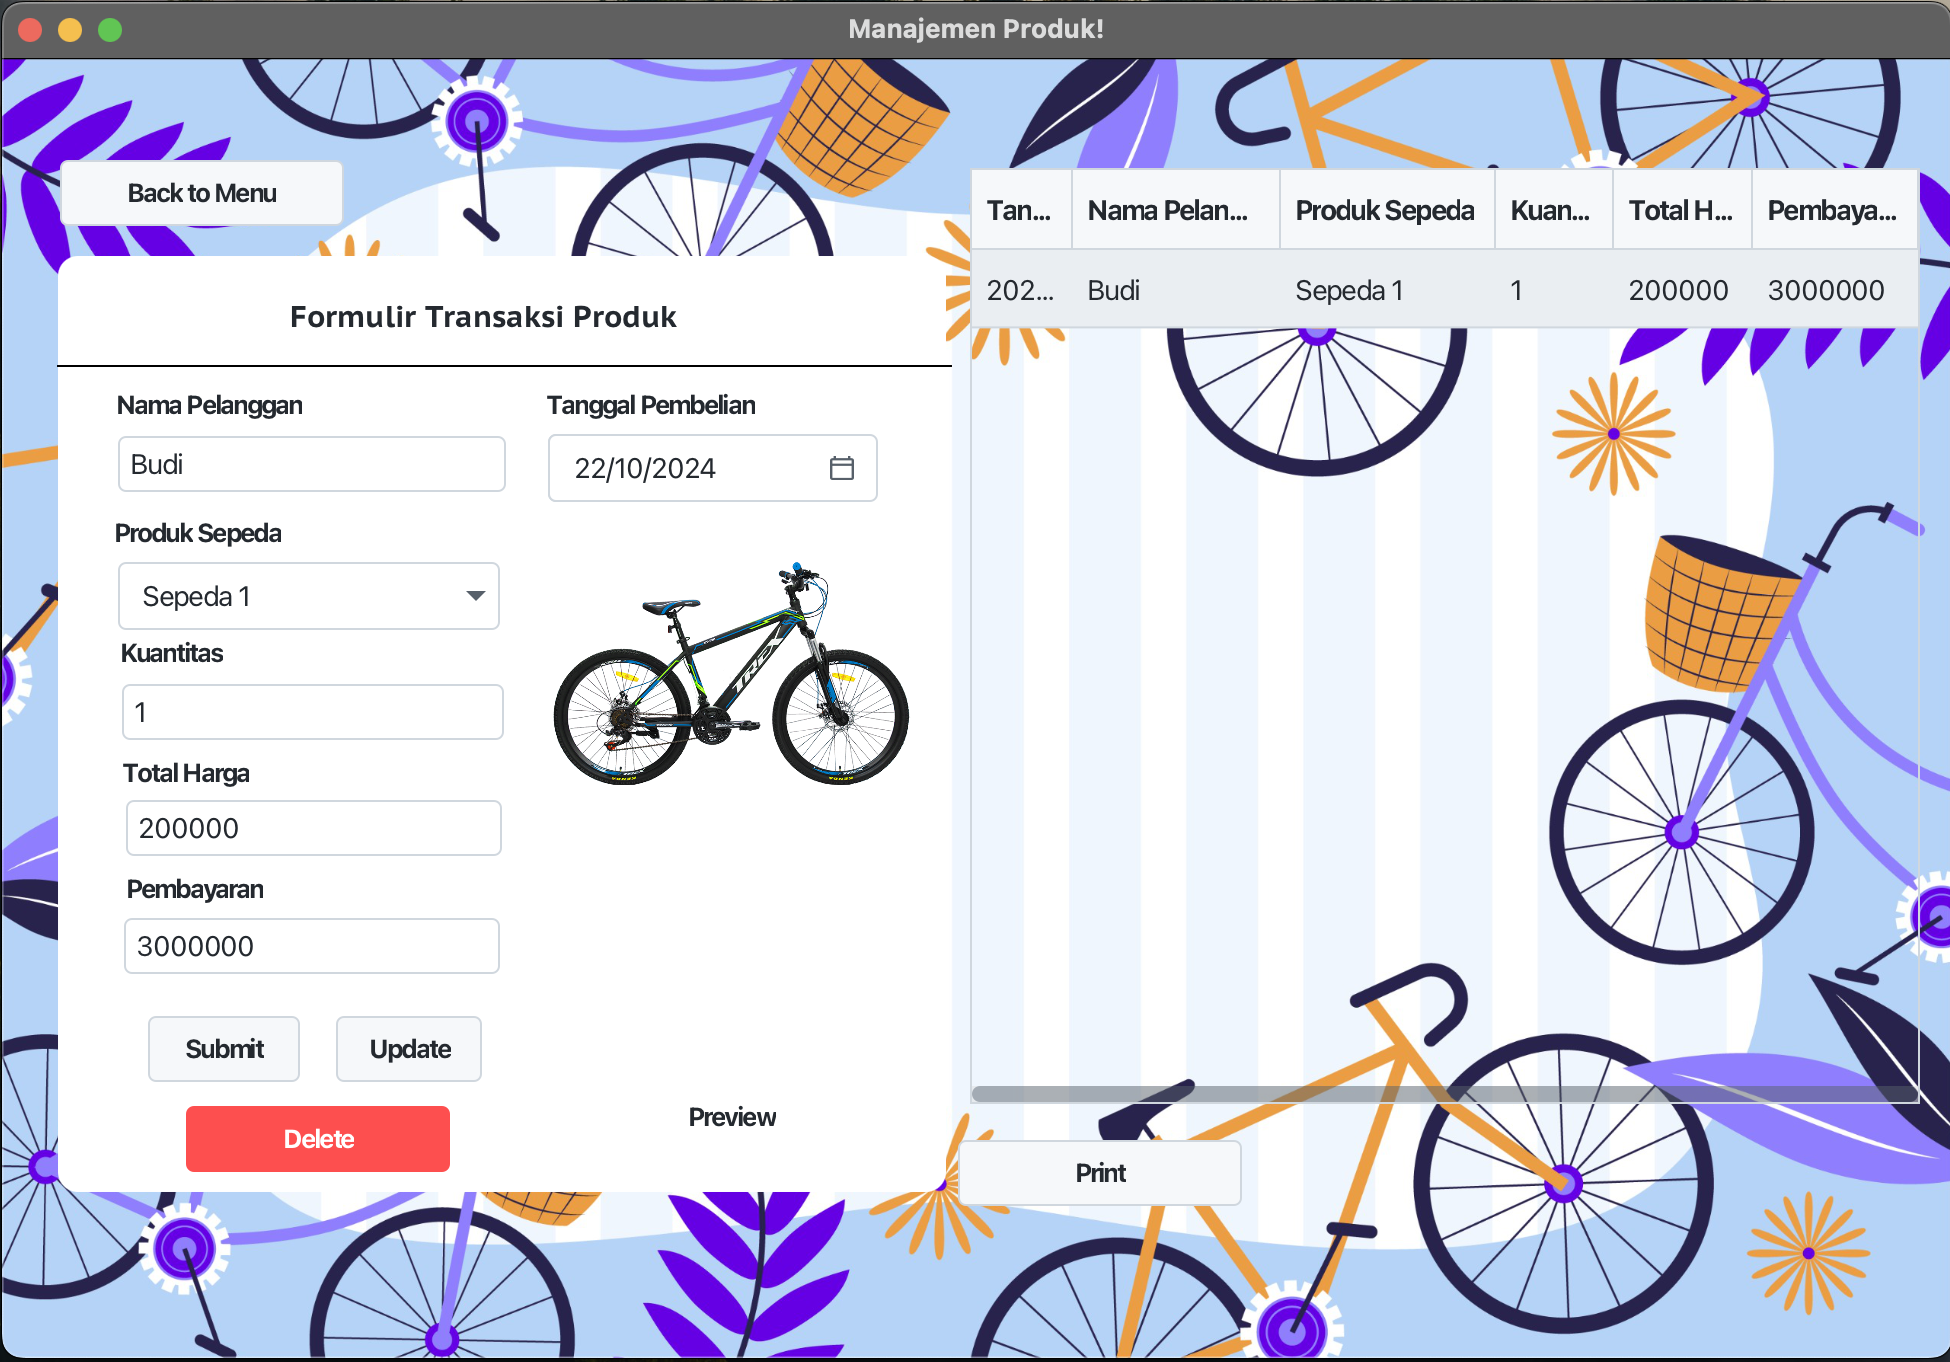 Manajemen Produk!
Back to Menu
Formulir Transaksi Produk
Nama Pelanggan
Budi
Tanggal Pembelian
22/10/2024
Produk Sepeda
Sepeda 1
Kuantitas
1
Total Harga
200000
Pembayaran
3000000
Submit
Update
Delete
TREX
Preview
Tan... Nama Pelan... Produk Sepeda Kuan... Total H... Pembaya...
202... Budi Sepeda 1 1 200000 3000000
Print